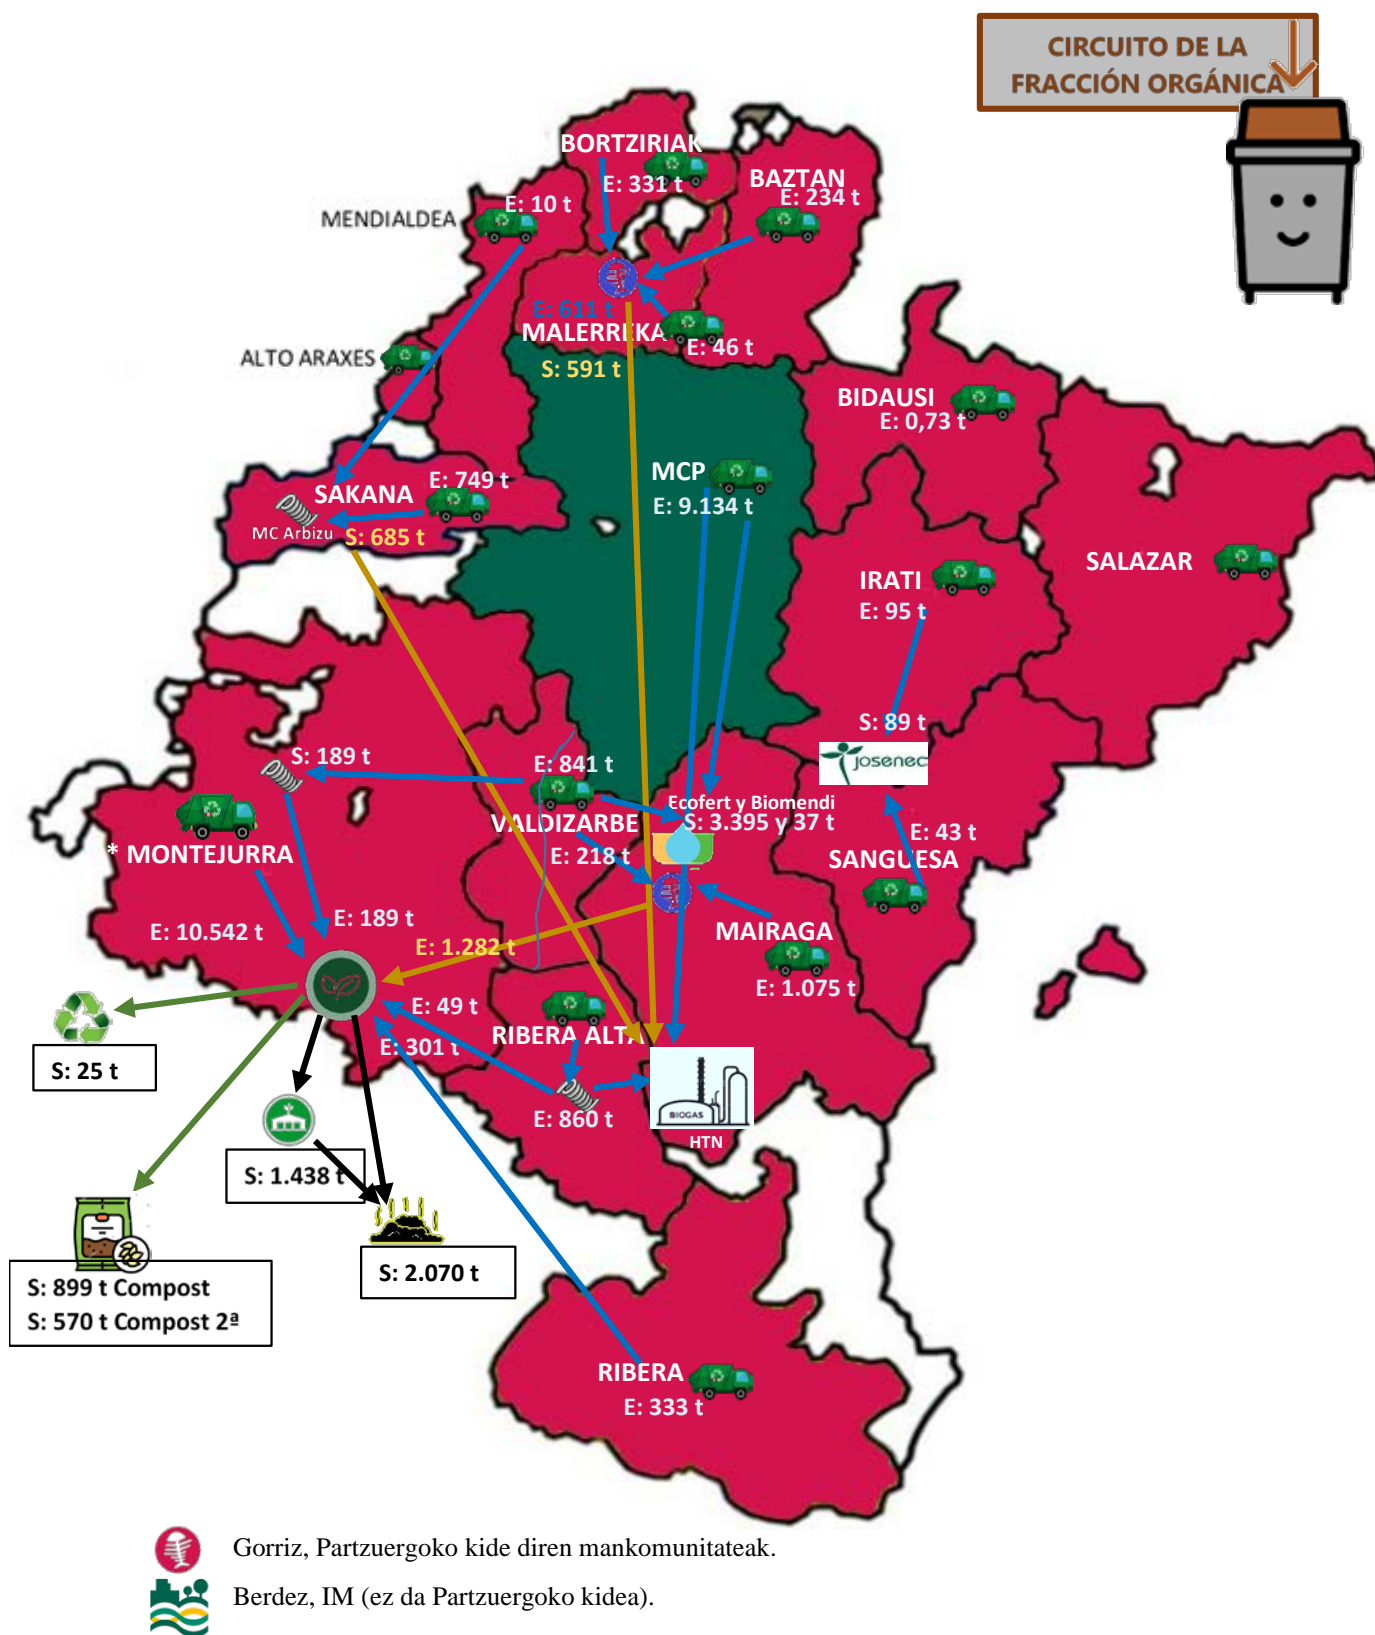 CIRCUITO DE LA
FRACCIÓN ORGÁNICA
BORTZIRIAK
E: 331 t
BAZTAN
E: 234 t
E: 10 t
MENDIALDEA
E: 611 t
MALERREKA
E: 46 t
S: 591 t
ALTO ARAXES
BIDAUSI
E: 0,73 t
MCP
E: 9.134 t
E: 749 t
SAKANA
MC Arbizu
S: 685 t
SALAZAR
IRATI
E: 95 t
S: 89 t
josenec
S: 189 t
E: 841 t
VALDIZARBE
Ecofert y Biomendi
S: 3.395 y 37 t
E: 43 t
SANGUESA
* MONTEJURRA
E: 218 t
E: 10.542 t
E: 189 t
E: 1.282 t
MAIRAGA
E: 1.075 t
E: 49 t
RIBERA ALTA
E: 301 t
S: 25 t
E: 860 t
BIOGAS
HTN
S: 1.438 t
S: 2.070 t
S: 899 t Compost
S: 570 t Compost 2ª
RIBERA
E: 333 t
Gorriz, Partzuergoko kide diren mankomunitateak.
Berdez, IM (ez da Partzuergoko kidea).